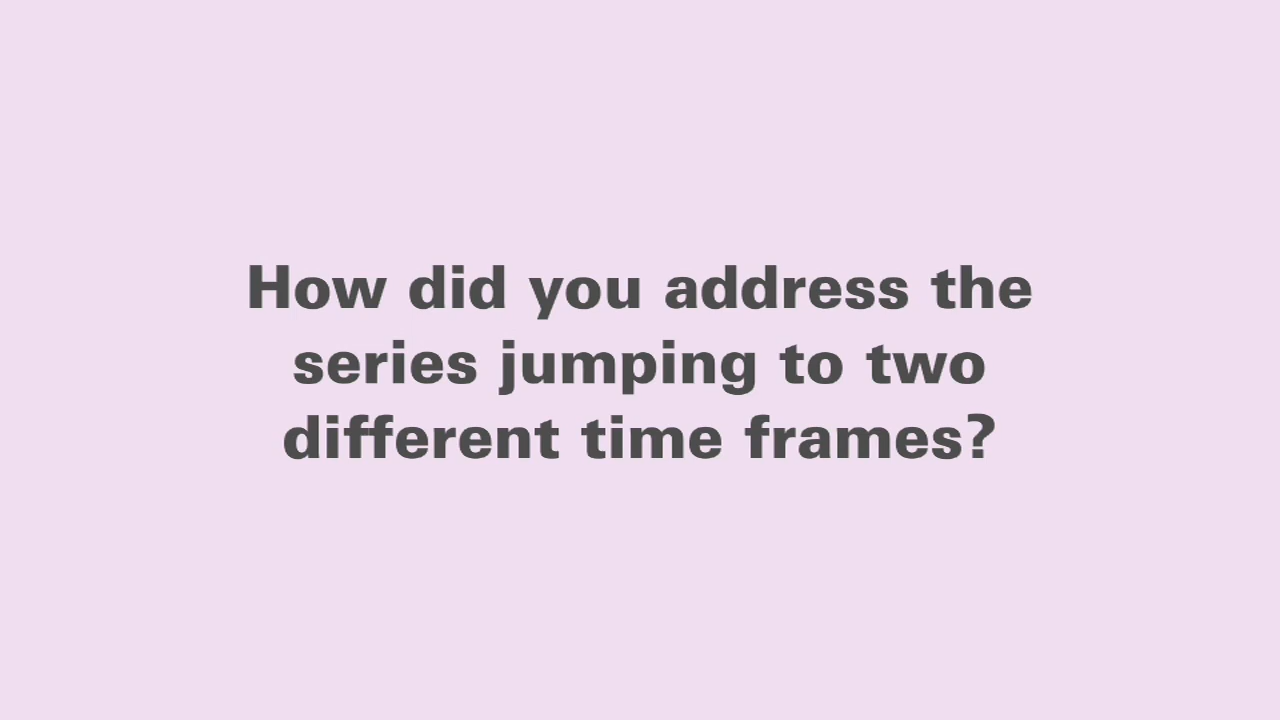 How did you address the
series jumping to two
different time frames?